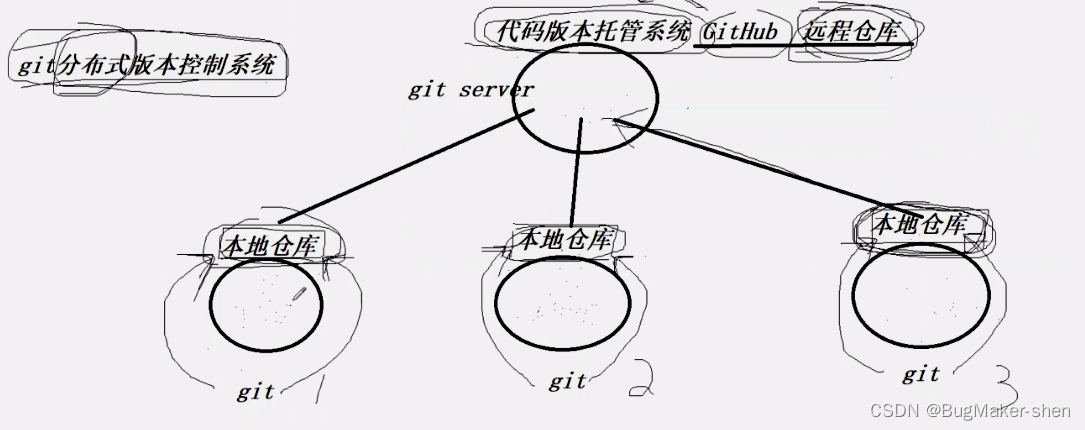 代码版本托管系统 GitHub 远程仓库
git分布式版本控制系统
git server
本地仓库 本地仓库 本地仓库
git 1 git 2 git 3
CSDN @BugMaker-shen